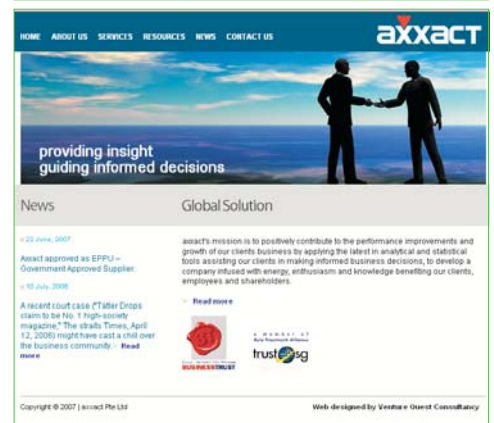 HOME ABOUT US SERVICES RESOURCES NEWS CONTACT US
axxact
providing insight
guiding informed decisions
News
22 June, 2007
Axxact approved as EPPU –
Government Approved Supplier.
10 July, 2006
A recent court case ("Tatler Drops
claim to be No. 1 high-society
magazine," The straits Times, April
12, 2006) might have cast a chill over
the business community. Read
more
Global Solution
axxact's mission is to positively contribute to the performance improvements and
growth of our clients business by applying the latest in analytical and statistical
tools assisting our clients in making informed business decisions, to develop a
company infused with energy, enthusiasm and knowledge benefiting our clients,
employees and shareholders.
Read more
BUSINESSTRUST
a member of
Asia Trustmark Alliance
trustsg
Copyright © 2007 | axxact Pte Ltd
Web designed by Venture Quest Consultancy